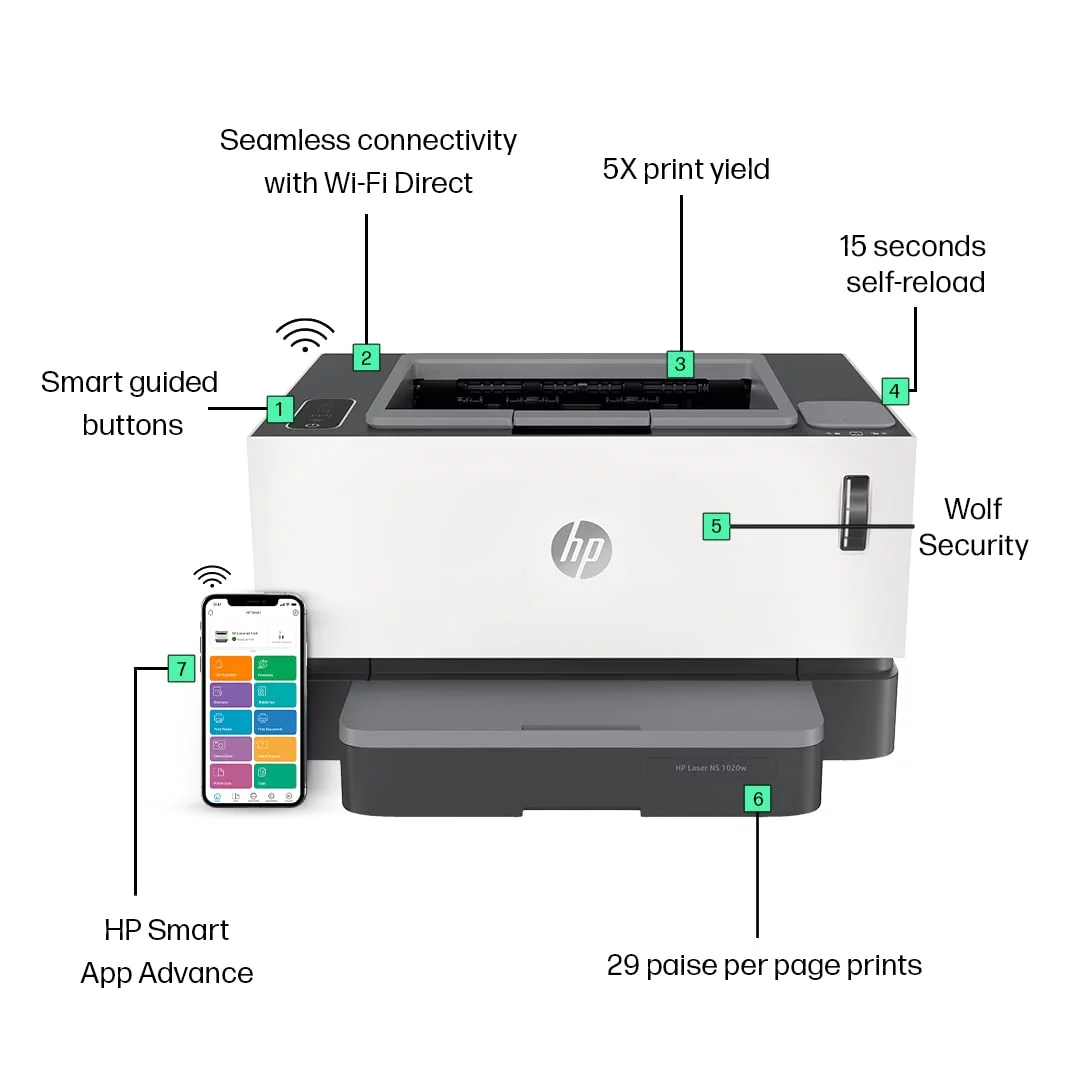 Seamless connectivity
with Wi-Fi Direct
5X print yield
15 seconds
self-reload
2
3
Smart guided
buttons
1
4
5
Wolf
Security
hp
7
HP Laser NS 1020w
6
HP Smart
App Advance
29 paise per page prints